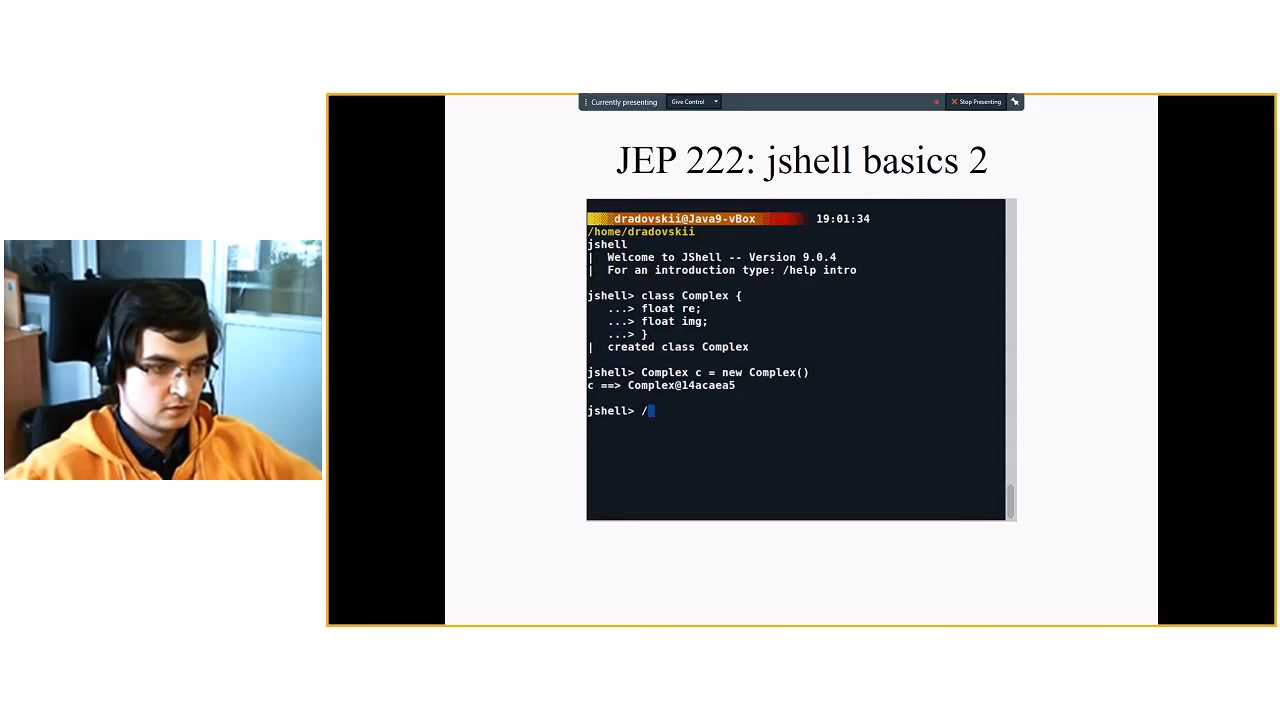 Currently presenting Give Control Stop Presenting
JEP 222: jshell basics 2
dradovskii@Java9-vBox 19:01:34
/home/dradovskii
jshell
| Welcome to JShell -- Version 9.0.4
| For an introduction type: /help intro
jshell> class Complex {
...> float re;
...> float img;
...> }
| created class Complex
jshell> Complex c = new Complex()
c ==> Complex@14acaea5
jshell> /